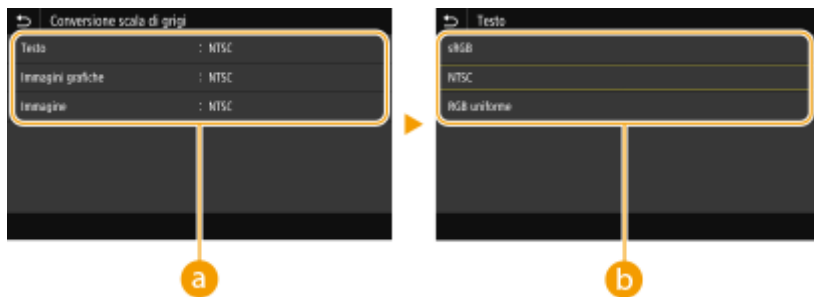 Conversione scala di grigi
Testo : NTSC
Immagini grafiche : NTSC
Immagine : NTSC
a
Testo
sRGB
NTSC
RGB uniforme
b